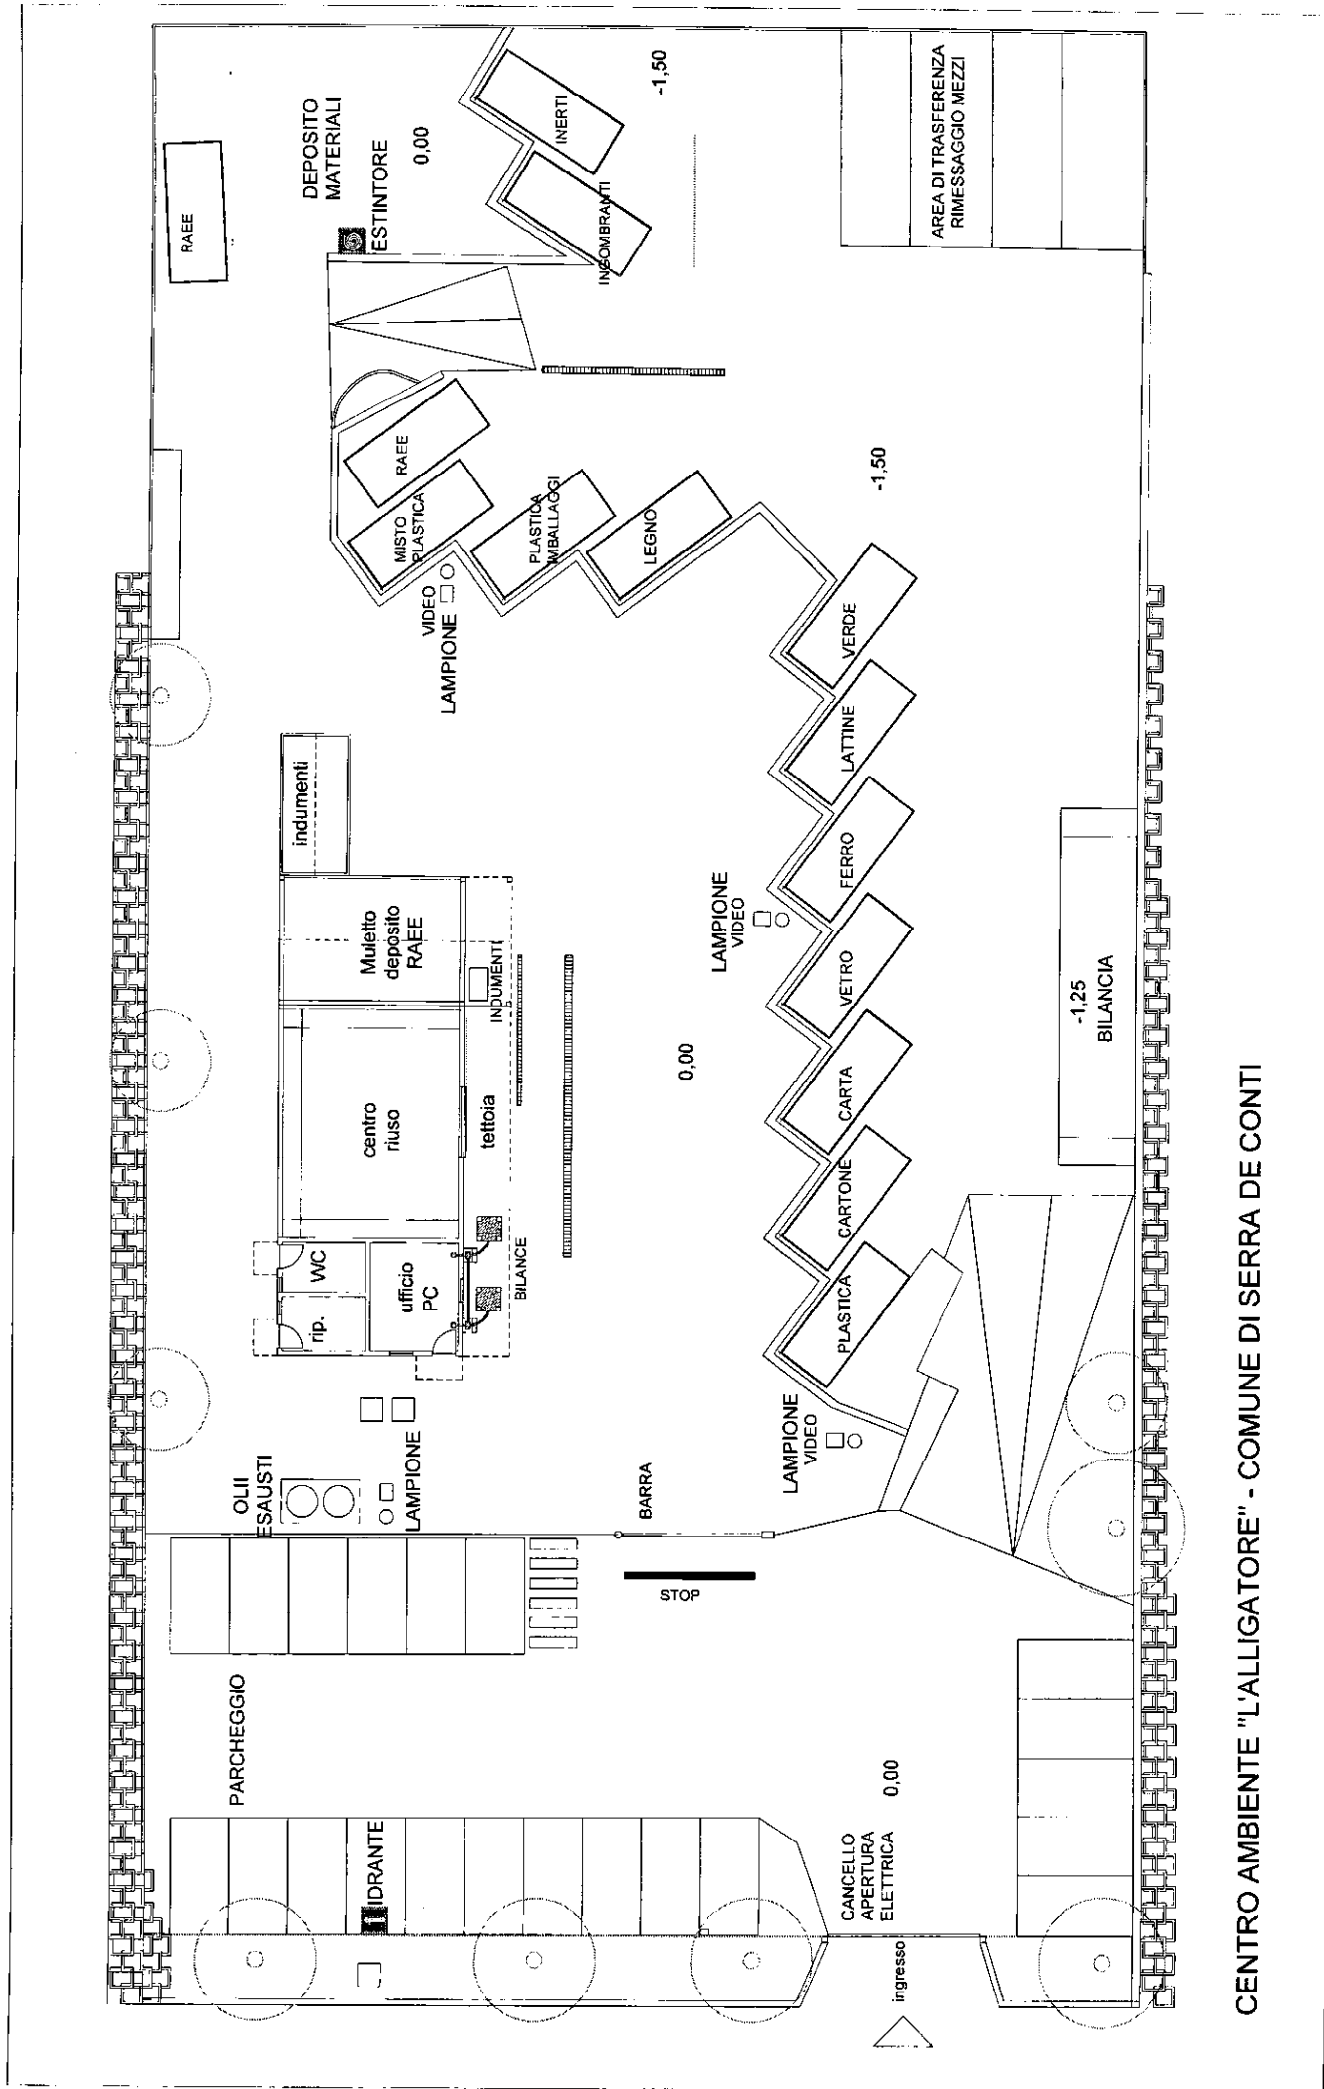 RAEE
DEPOSITO
MATERIALI
ESTINTORE
0,00
INERTI
INGOMBRANTI
-1,50
AREA DI TRASFERENZA
RIMESSAGGIO MEZZI
RAEE
MISTO
PLASTICA
PLASTICA
IMBALLAGGI
LEGNO
-1,50
VIDEO
LAMPIONE
VERDE
LATTINE
FERRO
VETRO
CARTA
CARTONE
PLASTICA
LAMPIONE
VIDEO
indumenti
Muletto
deposito
RAEE
INDUMENTI
centro
riuso
tettoia
0,00
-1,25
BILANCIA
WC
rip.
ufficio
PC
BILANCE
LAMPIONE
VIDEO
OLII
ESAUSTI
LAMPIONE
BARRA
STOP
PARCHEGGIO
IDRANTE
0,00
CANCELLO
APERTURA
ELETTRICA
ingresso
CENTRO AMBIENTE "L'ALLIGATORE" - COMUNE DI SERRA DE CONTI